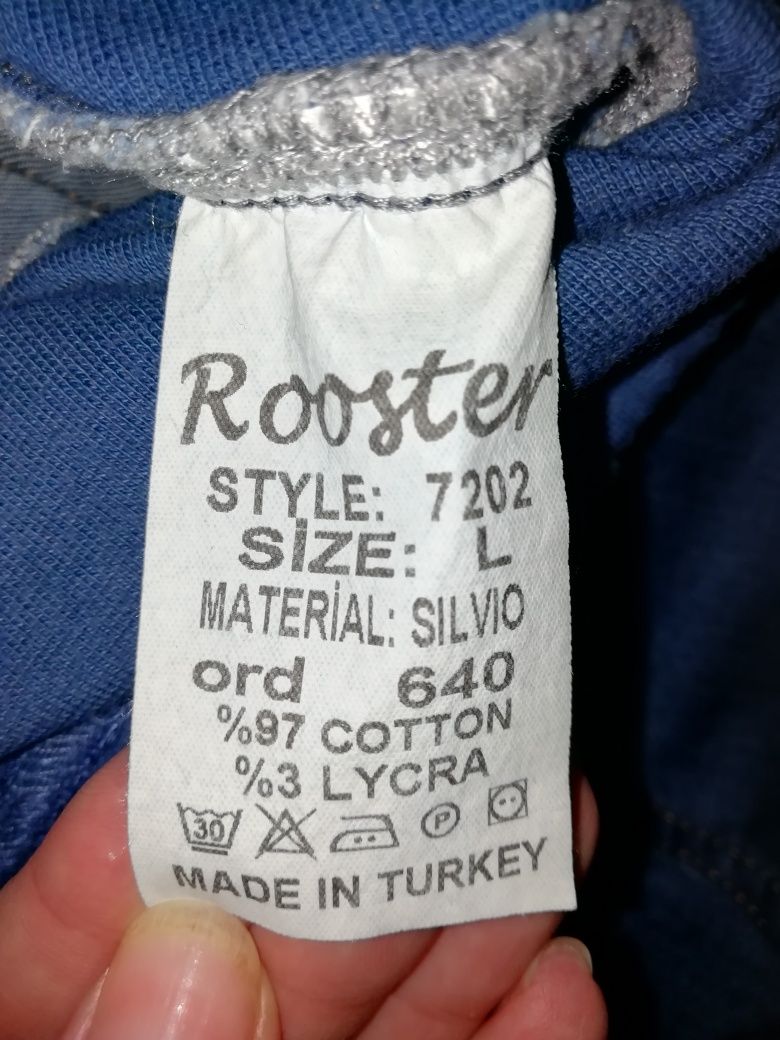 Rooster
STYLE: 7202
SİZE: L
MATERİAL: SILVIO
ord 640
%97 COTTON
%3 LYCRA
30 P
MADE IN TURKEY